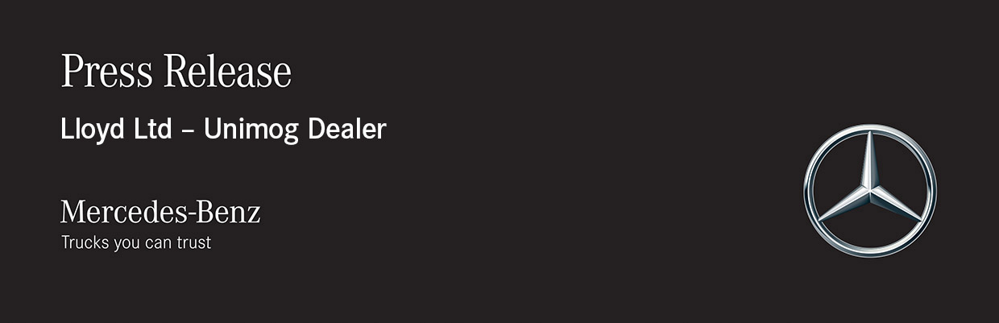 Press Release
Lloyd Ltd – Unimog Dealer
Mercedes-Benz
Trucks you can trust